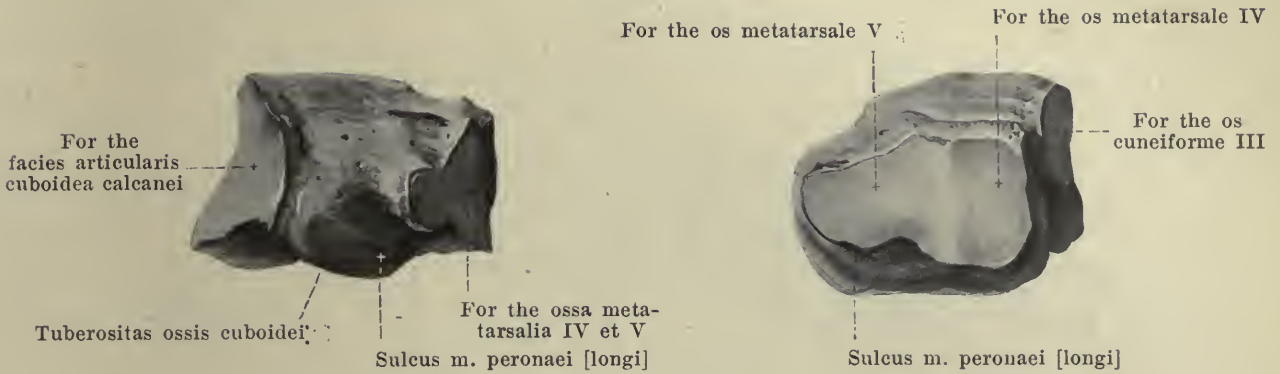 For the os metatarsale V
For the os metatarsale IV
For the
facies articularis
cuboidea calcanei
For the os
cuneiforme III
Tuberositas ossis cuboidei
For the ossa meta-
tarsalia IV et V
Sulcus m. peronaei [longi]
Sulcus m. peronaei [longi]